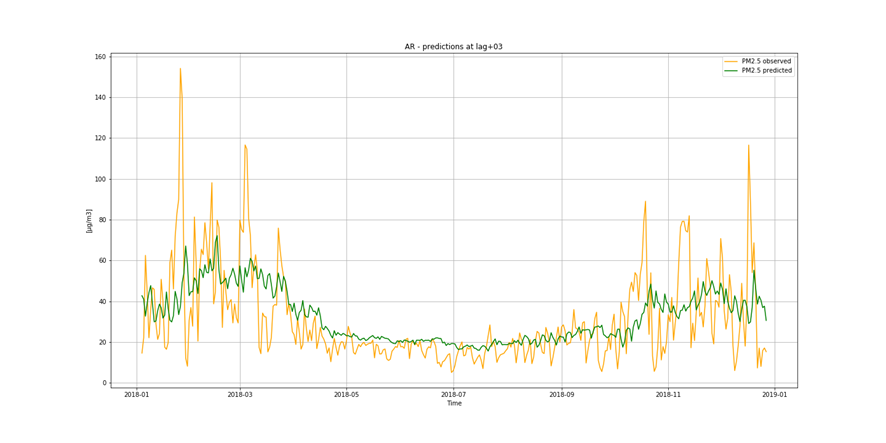 AR - predictions at lag+03
PM2.5 observed
PM2.5 predicted
160
140
120
100
80
60
40
20
0
[µg/m3]
2018-01 2018-03 2018-05 2018-07 2018-09 2018-11 2019-01
Time